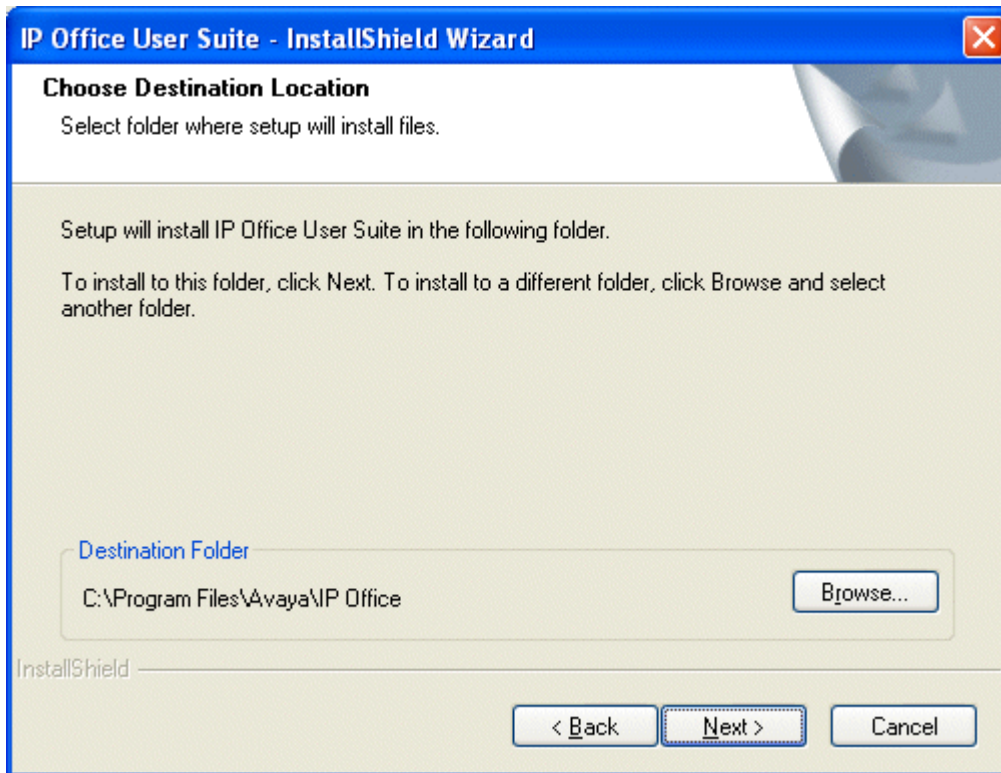 IP Office User Suite - InstallShield Wizard
Choose Destination Location
Select folder where setup will install files.
Setup will install IP Office User Suite in the following folder.
To install to this folder, click Next. To install to a different folder, click Browse and select
another folder.
Destination Folder
C:\Program Files\Avaya\IP Office
Browse...
InstallShield
< Back
Next >
Cancel